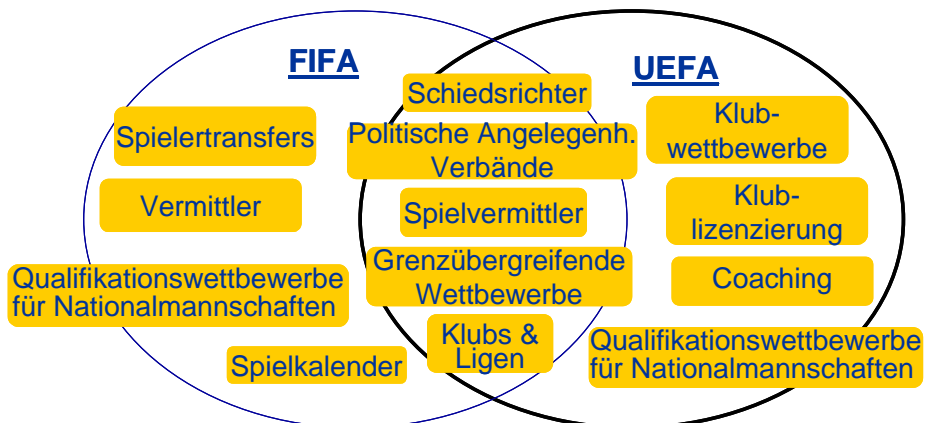 FIFA
UEFA
Schiedsrichter
Spielertransfers
Politische Angelegenh.
Verbände
Klub-
wettbewerbe
Vermittler
Spielvermittler
Klub-
lizenzierung
Qualifikationswettbewerbe
für Nationalmannschaften
Grenzübergreifende
Wettbewerbe
Coaching
Spielkalender
Klubs &
Ligen
Qualifikationswettbewerbe
für Nationalmannschaften